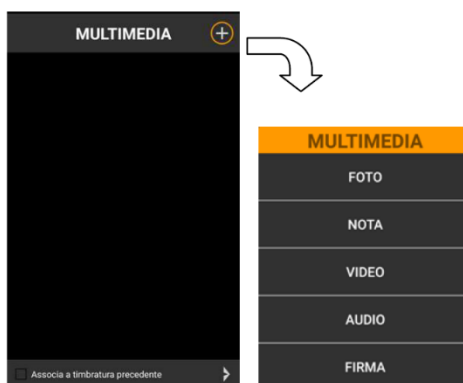 MULTIMEDIA
Associa a timbratura precedente
MULTIMEDIA
FOTO
NOTA
VIDEO
AUDIO
FIRMA